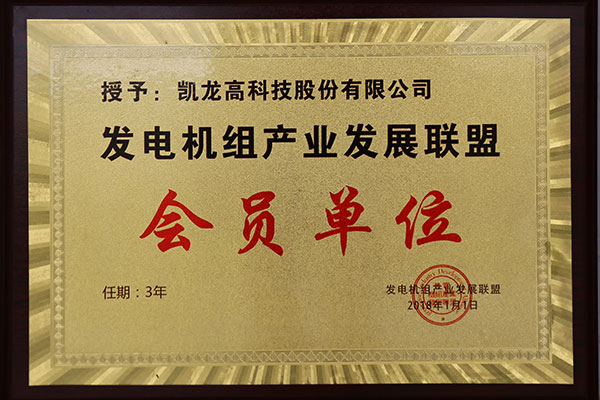 授予：凯龙高科技股份有限公司
发电机组产业发展联盟
会员单位
任期：3年
发电机组产业发展联盟
2018年1月1日